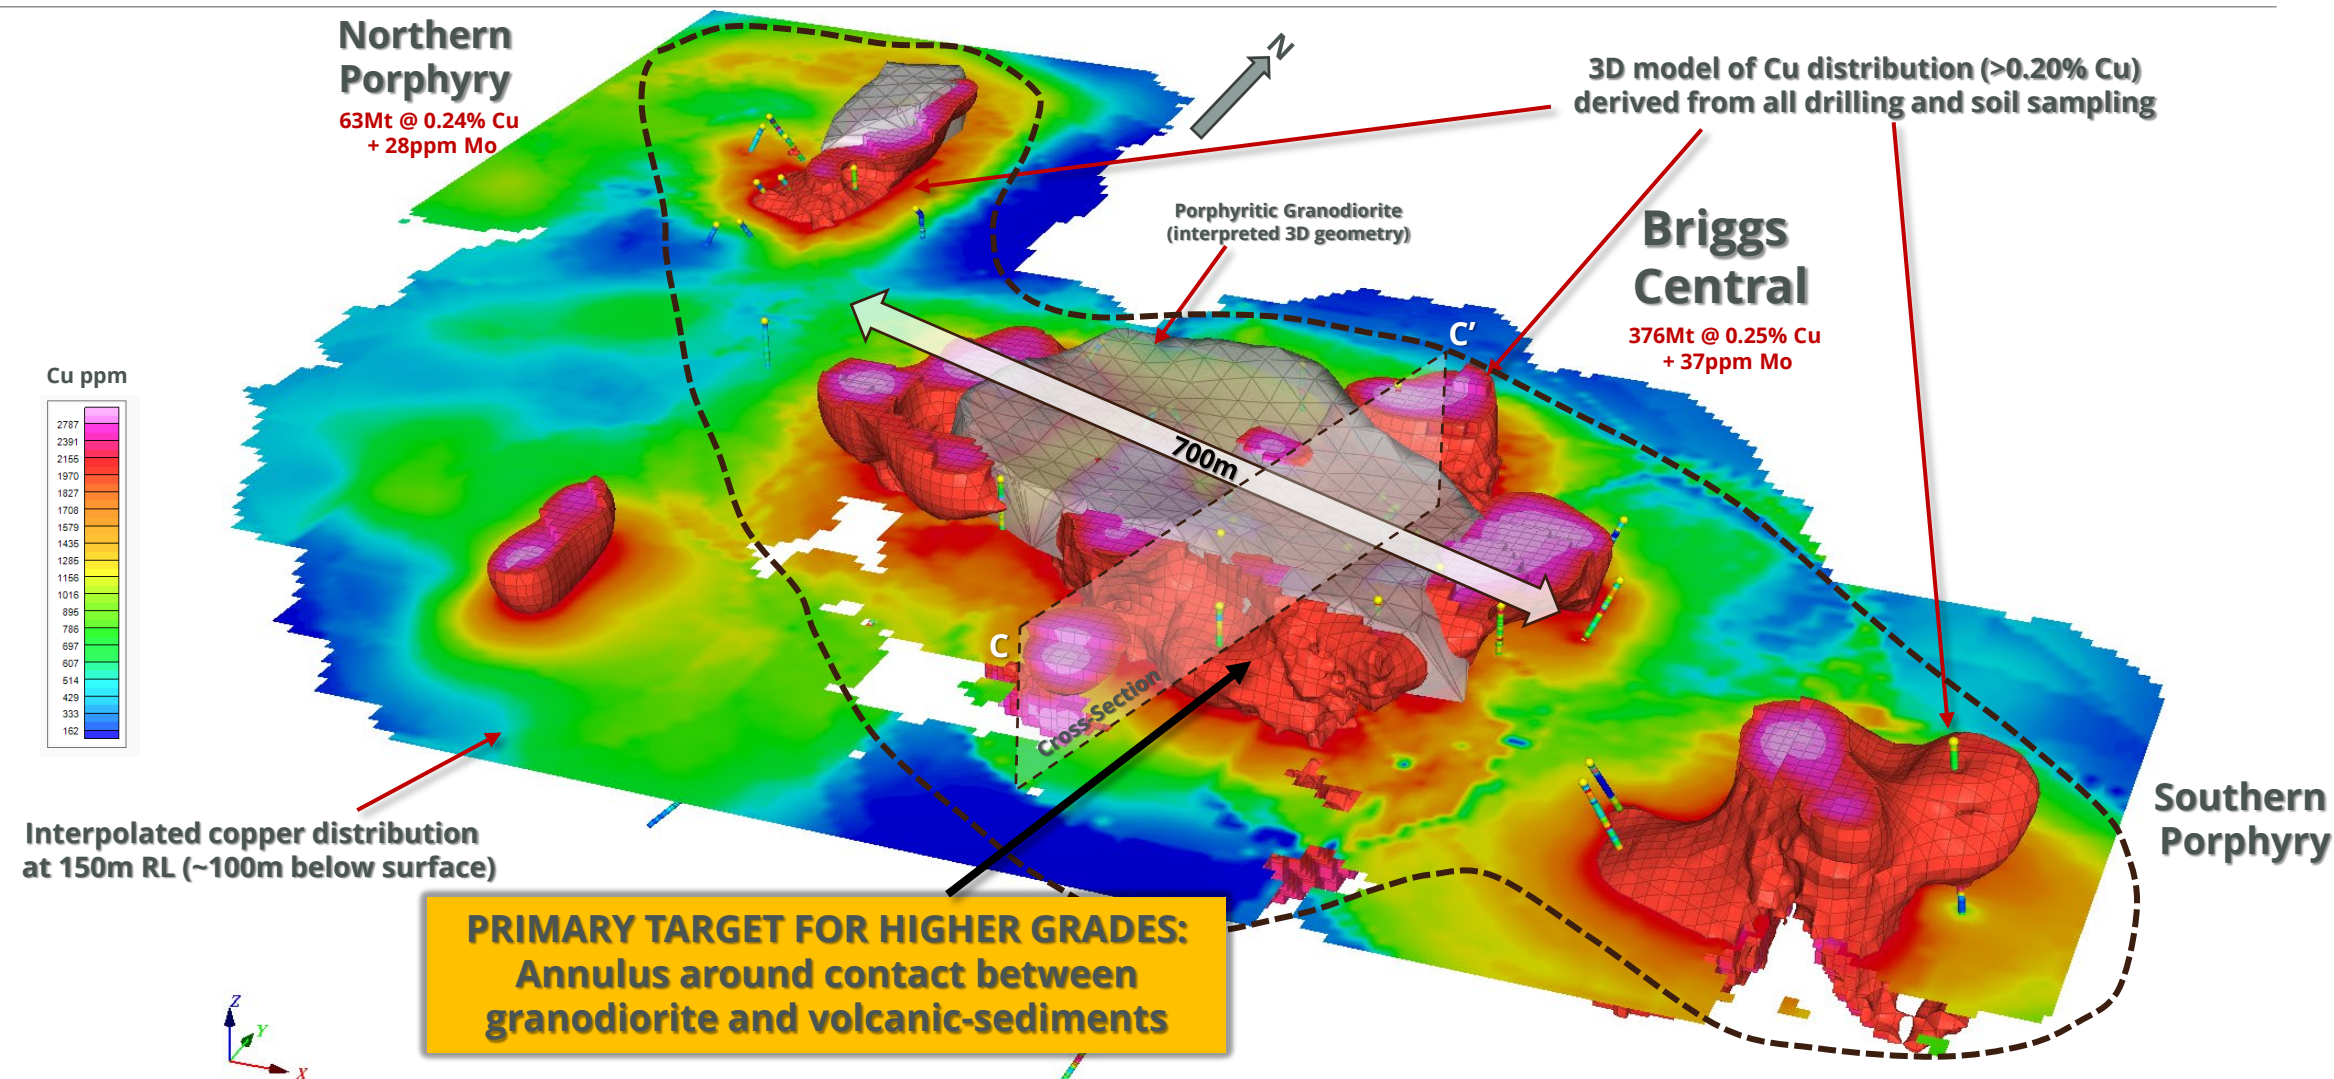 Northern
Porphyry
63Mt @ 0.24% Cu
+ 28ppm Mo
N
3D model of Cu distribution (>0.20% Cu)
derived from all drilling and soil sampling
Porphyritic Granodiorite
(interpreted 3D geometry)
Briggs
Central
376Mt @ 0.25% Cu
+ 37ppm Mo
C’
700m
C
Cross-Section
Cu ppm
2787
2391
2155
1970
1827
1708
1579
1435
1285
1156
1016
895
786
697
607
514
429
333
162
Southern
Porphyry
Interpolated copper distribution
at 150m RL (~100m below surface)
PRIMARY TARGET FOR HIGHER GRADES:
Annulus around contact between
granodiorite and volcanic-sediments
Z
Y
X